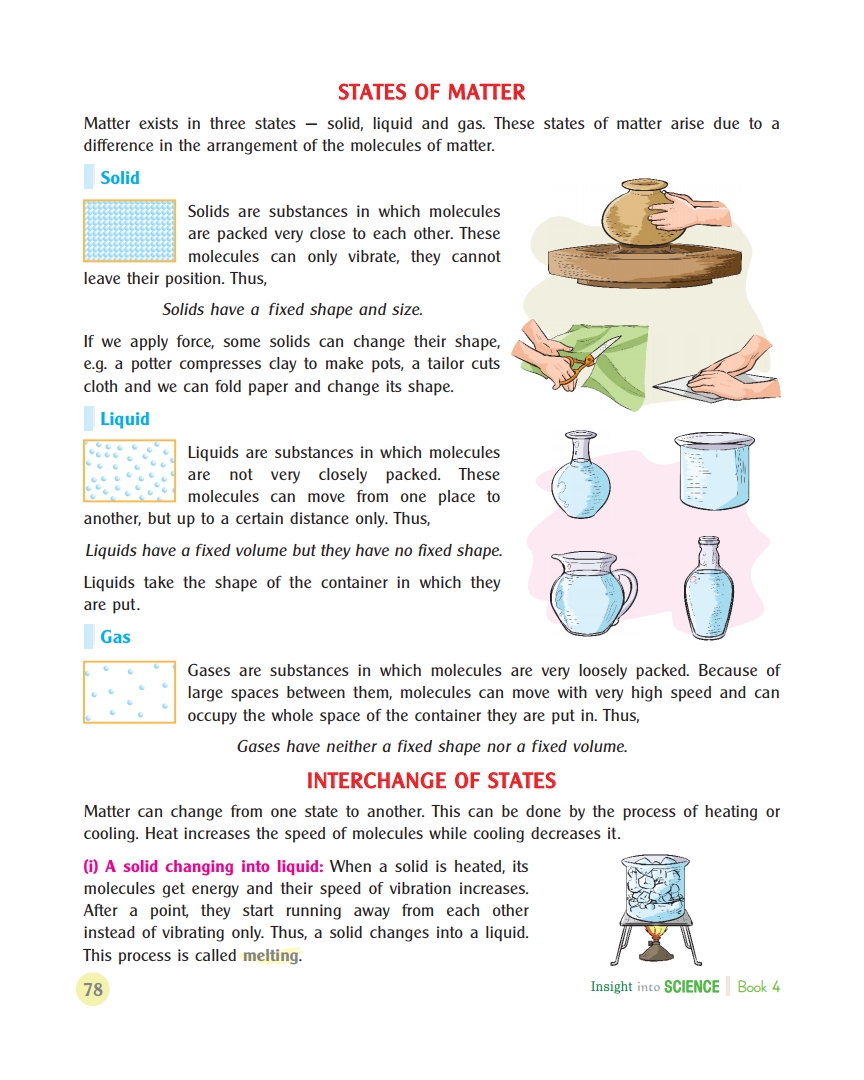 STATES OF MATTER
Matter exists in three states — solid, liquid and gas. These states of matter arise due to a
difference in the arrangement of the molecules of matter.
Solid
Solids are substances in which molecules
are packed very close to each other. These
molecules can only vibrate, they cannot
leave their position. Thus,
Solids have a fixed shape and size.
If we apply force, some solids can change their shape,
e.g. a potter compresses clay to make pots, a tailor cuts
cloth and we can fold paper and change its shape.
Liquid
Liquids are substances in which molecules
are not very closely packed. These
molecules can move from one place to
another, but up to a certain distance only. Thus,
Liquids have a fixed volume but they have no fixed shape.
Liquids take the shape of the container in which they
are put.
Gas
Gases are substances in which molecules are very loosely packed. Because of
large spaces between them, molecules can move with very high speed and can
occupy the whole space of the container they are put in. Thus,
Gases have neither a fixed shape nor a fixed volume.
INTERCHANGE OF STATES
Matter can change from one state to another. This can be done by the process of heating or
cooling. Heat increases the speed of molecules while cooling decreases it.
(i) A solid changing into liquid: When a solid is heated, its
molecules get energy and their speed of vibration increases.
After a point, they start running away from each other
instead of vibrating only. Thus, a solid changes into a liquid.
This process is called melting.
78
Insight into SCIENCE Book 4